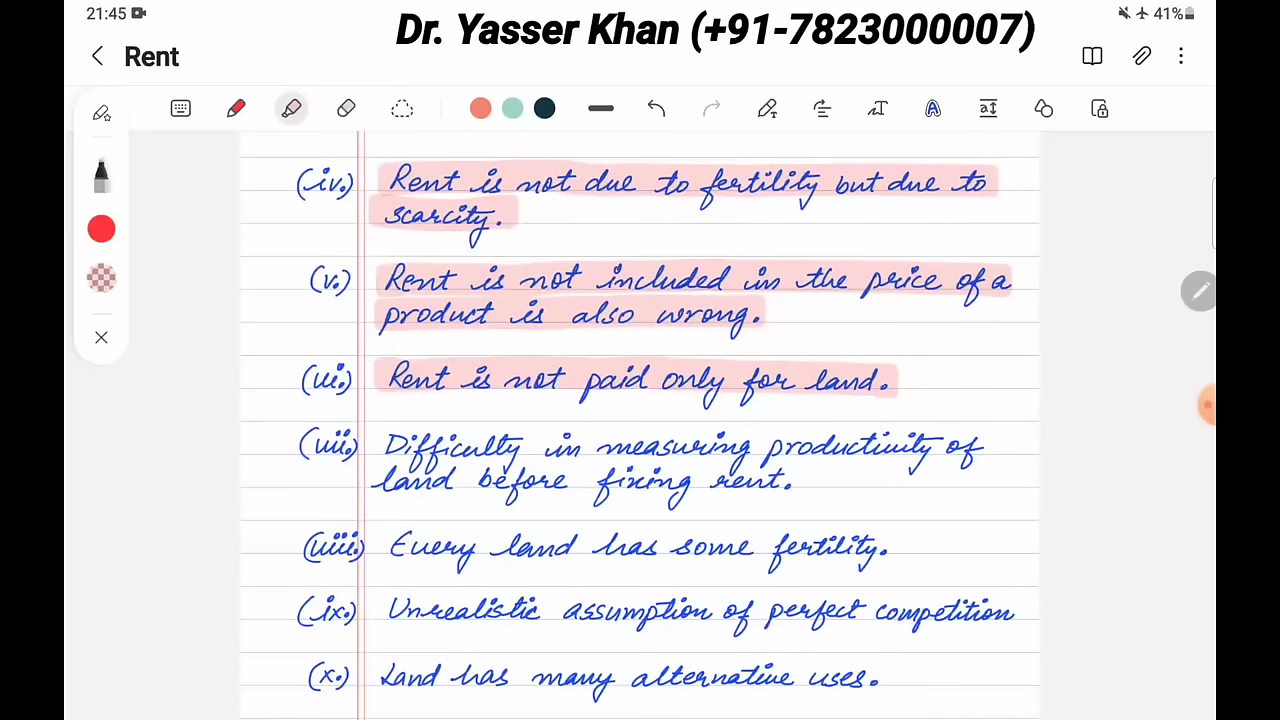 21:45
41%
Dr. Yasser Khan (+91-7823000007)
Rent
(iv.) Rent is not due to fertility but due to
scarcity.
(v.) Rent is not included in the price of a
product is also wrong.
(vi.) Rent is not paid only for land.
(vii.) Difficulty in measuring productivity of
land before fixing rent.
(viii.) Every land has some fertility.
(ix.) Unrealistic assumption of perfect competition
(x.) Land has many alternative uses.